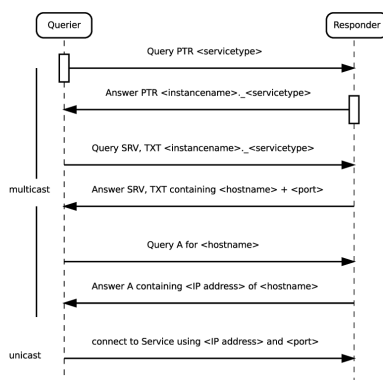 Querier
Responder
Query PTR <servicetype>
Answer PTR <instancename>._<servicetype>
Query SRV, TXT <instancename>._<servicetype>
multicast
Answer SRV, TXT containing <hostname> + <port>
Query A for <hostname>
Answer A containing <IP address> of <hostname>
unicast
connect to Service using <IP address> and <port>